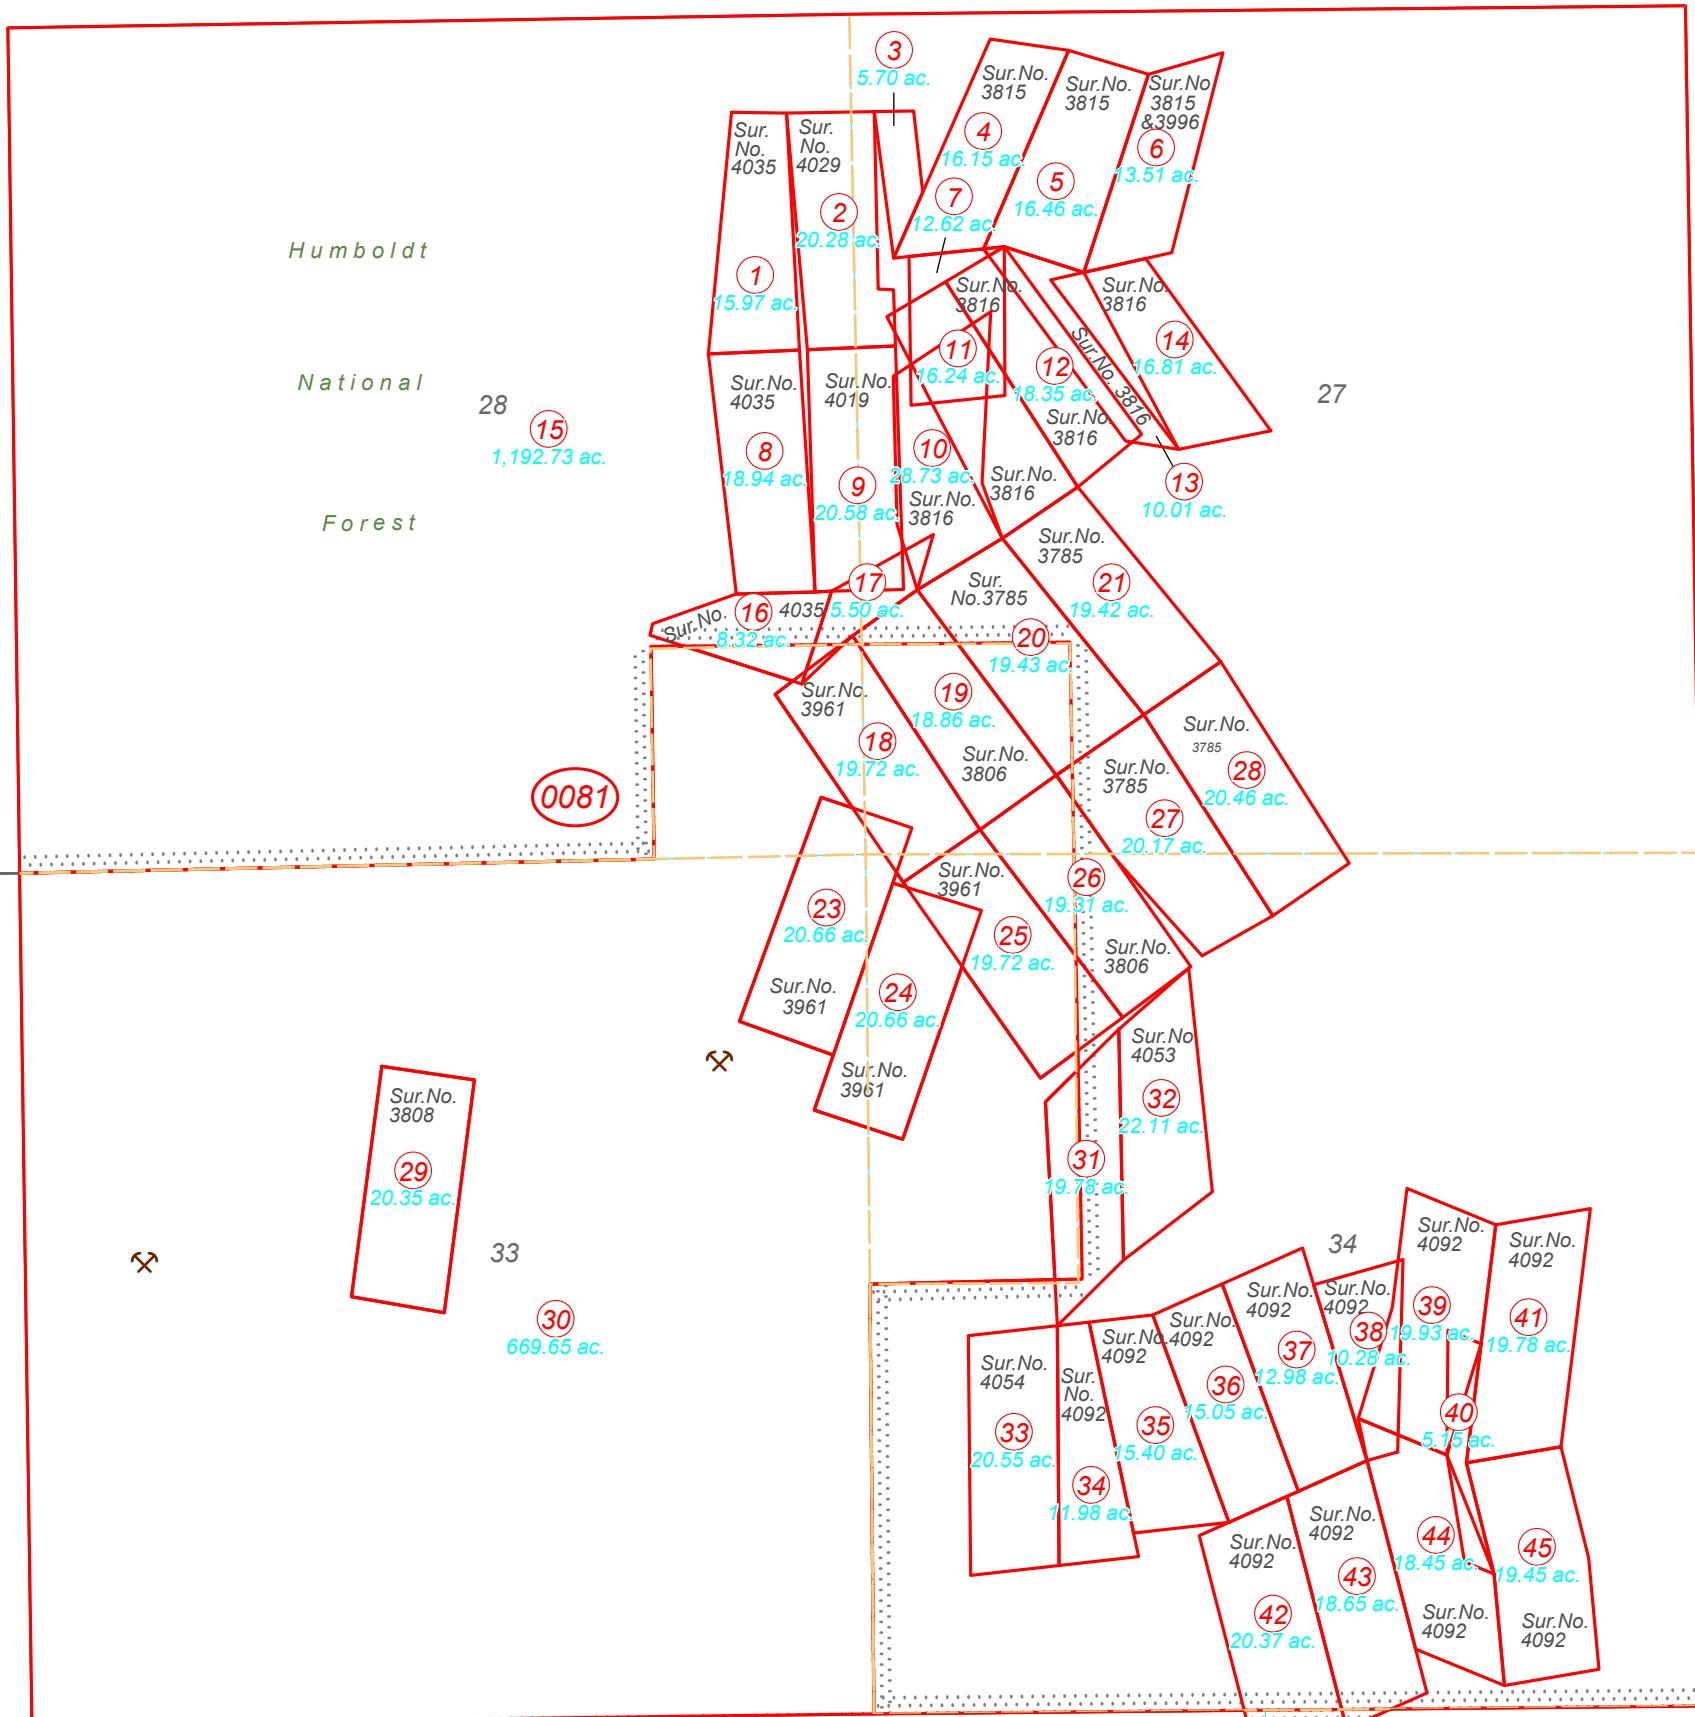 3
5.70 ac.
Sur.No.
3815
4
16.15 ac.
Sur.No.
3815
5
16.46 ac.
Sur.No.
3815
&3996
6
13.51 ac.
Sur.
No.
4035
1
15.97 ac.
Sur.
No.
4029
2
20.28 ac.
7
12.62 ac.
Humboldt
National
Forest
28
15
1,192.73 ac.
27
Sur.No.
3816
11
16.24 ac.
12
18.35 ac.
Sur.No.
3816
Sur.No. 3816
Sur.No.
3816
14
16.81 ac.
13
10.01 ac.
Sur.No.
4035
8
18.94 ac.
Sur.No.
4019
9
20.58 ac.
10
28.73 ac.
Sur.No.
3816
Sur.No.
3816
Sur.No.
3785
21
19.42 ac.
Sur.
No.3785
20
19.43 ac.
17
5.50 ac.
Sur.No. 4035
16
8.32 ac.
Sur.No.
3961
18
19.72 ac.
19
18.86 ac.
Sur.No.
3806
Sur.No.
3785
27
20.17 ac.
Sur.No.
3785
28
20.46 ac.
0081
23
20.66 ac.
Sur.No.
3961
24
20.66 ac.
Sur.No.
3961
Sur.No.
3961
25
19.72 ac.
26
19.31 ac.
Sur.No.
3806
Sur.No.
4053
32
22.11 ac.
31
19.78 ac.
Sur.No.
3808
29
20.35 ac.
33
30
669.65 ac.
34
Sur.No.
4054
33
20.55 ac.
Sur.
No.
4092
34
11.98 ac.
Sur.No.
4092
35
15.40 ac.
Sur.No.
4092
36
15.05 ac.
Sur.No.
4092
37
12.98 ac.
Sur.No.
4092
38
10.28 ac.
Sur.No.
4092
39
19.93 ac.
Sur.No.
4092
41
19.78 ac.
40
5.15 ac.
Sur.No.
4092
42
20.37 ac.
Sur.No.
4092
43
18.65 ac.
44
18.45 ac.
Sur.No.
4092
45
19.45 ac.
Sur.No.
4092